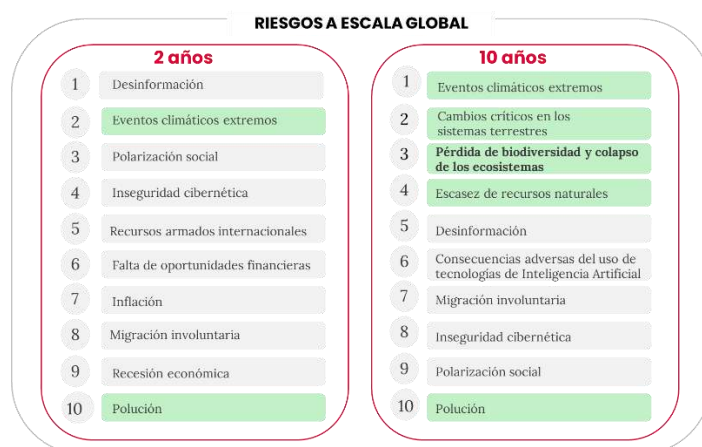 RIESGOS A ESCALA GLOBAL
2 años
1 Desinformación
2 Eventos climáticos extremos
3 Polarización social
4 Inseguridad cibernética
5 Recursos armados internacionales
6 Falta de oportunidades financieras
7 Inflación
8 Migración involuntaria
9 Recesión económica
10 Polución
10 años
1 Eventos climáticos extremos
2 Cambios críticos en los
sistemas terrestres
3 Pérdida de biodiversidad y colapso
de los ecosistemas
4 Escasez de recursos naturales
5 Desinformación
6 Consecuencias adversas del uso de
tecnologías de Inteligencia Artificial
7 Migración involuntaria
8 Inseguridad cibernética
9 Polarización social
10 Polución